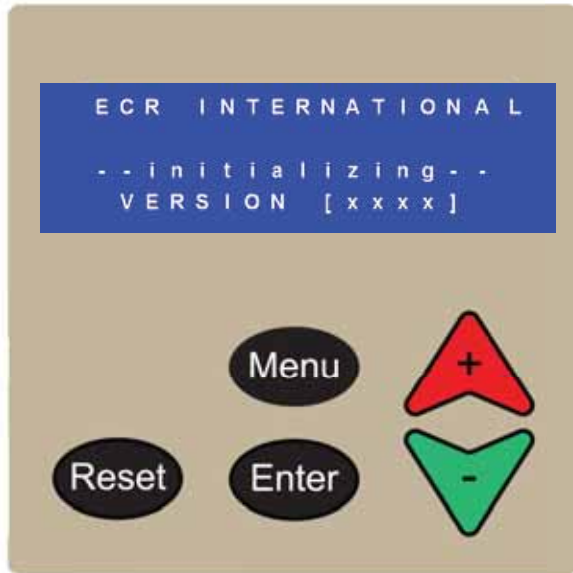 ECR INTERNATIONAL
--initializing--
VERSION [xxxx]
Menu
+
Reset
Enter
-